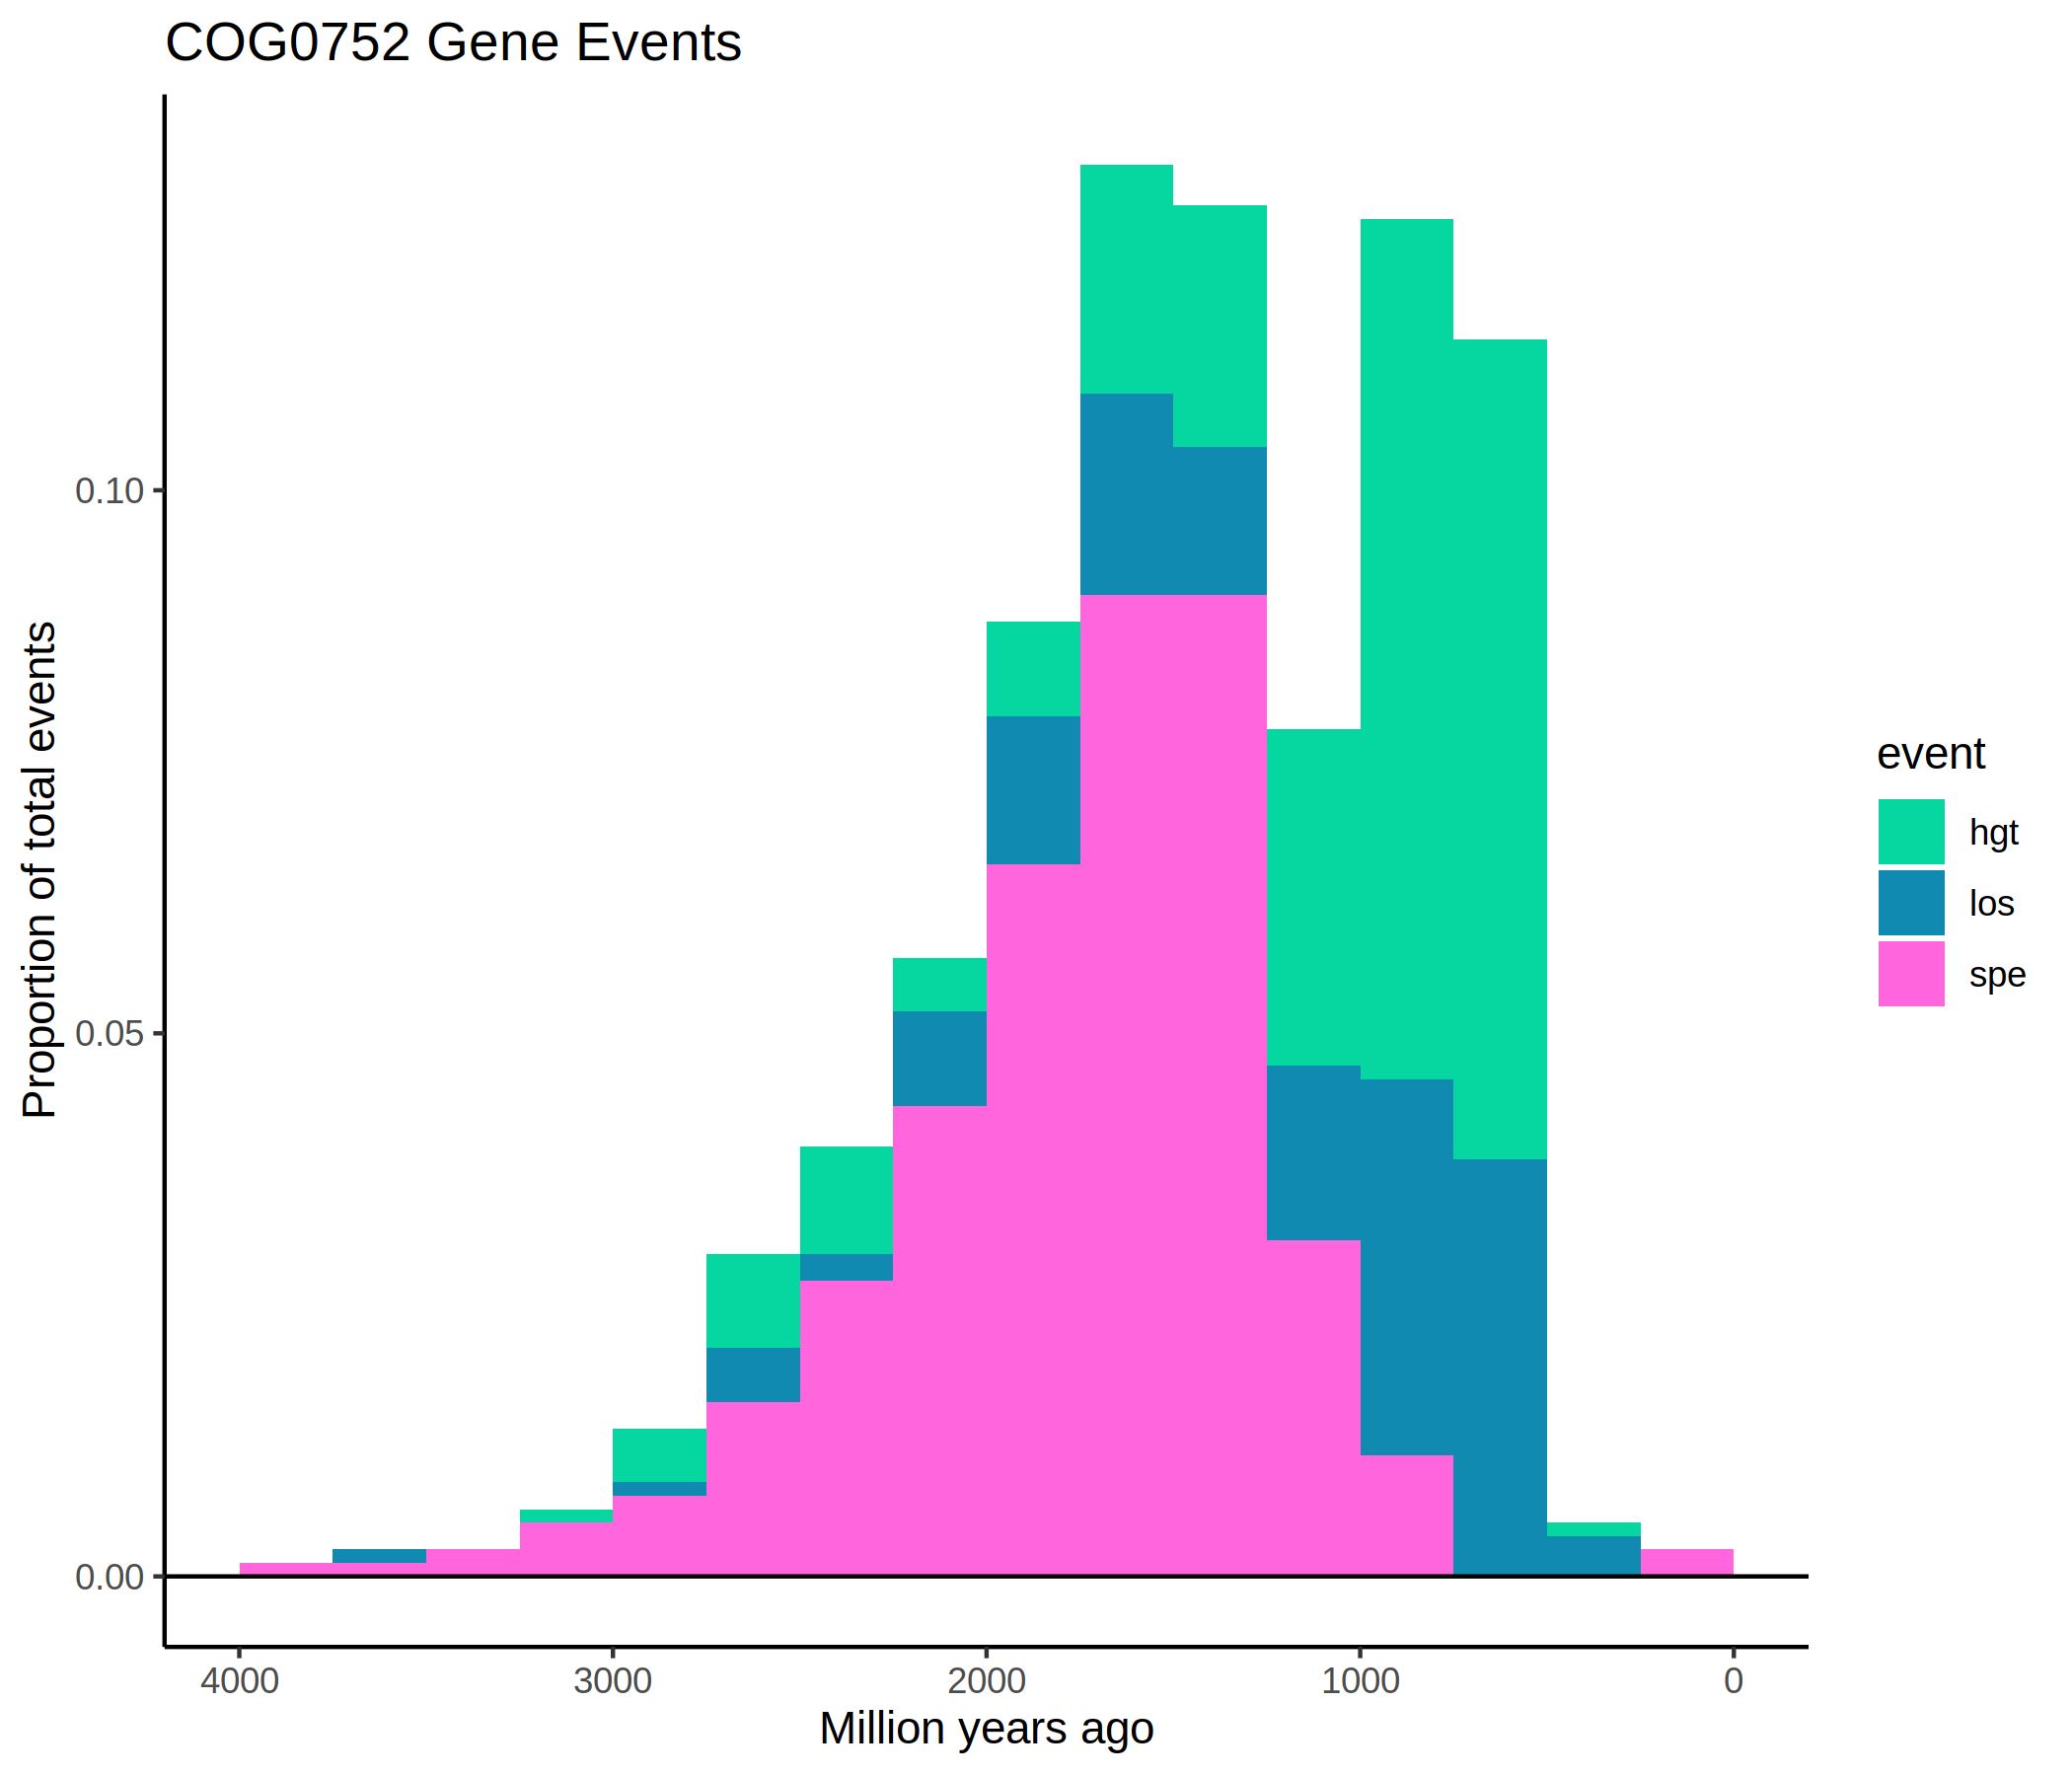 COG0752 Gene Events
Proportion of total events
0.10
0.05
0.00
4000 3000 2000 1000 0
Million years ago
event
hgt
los
spe